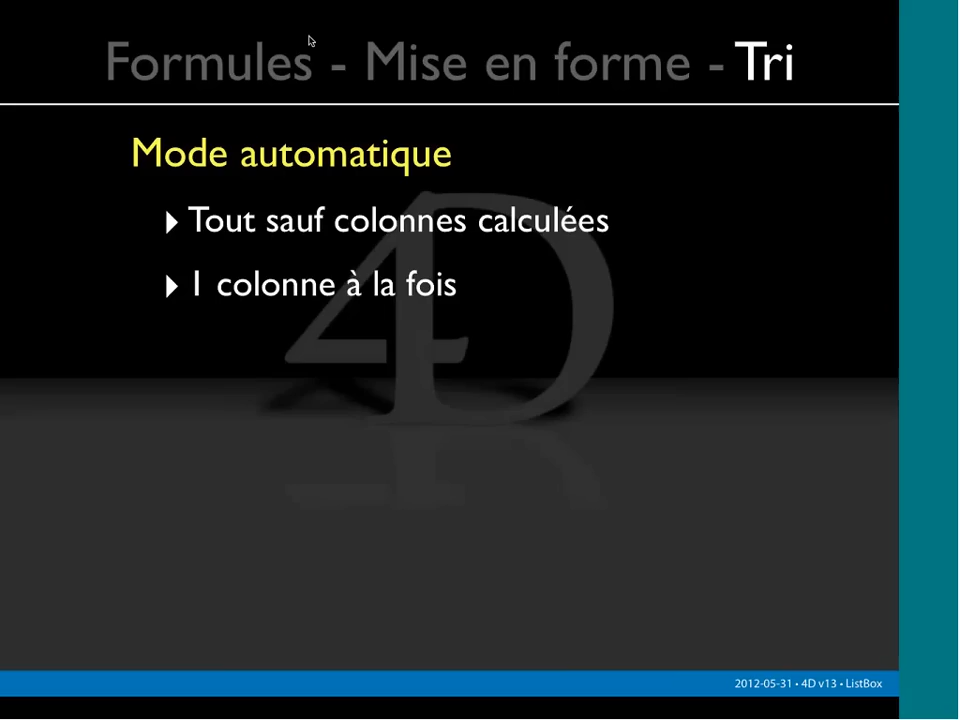 Formules - Mise en forme - Tri
Mode automatique
‣ Tout sauf colonnes calculées
‣ 1 colonne à la fois
4D
2012-05-31 • 4D v13 • ListBox